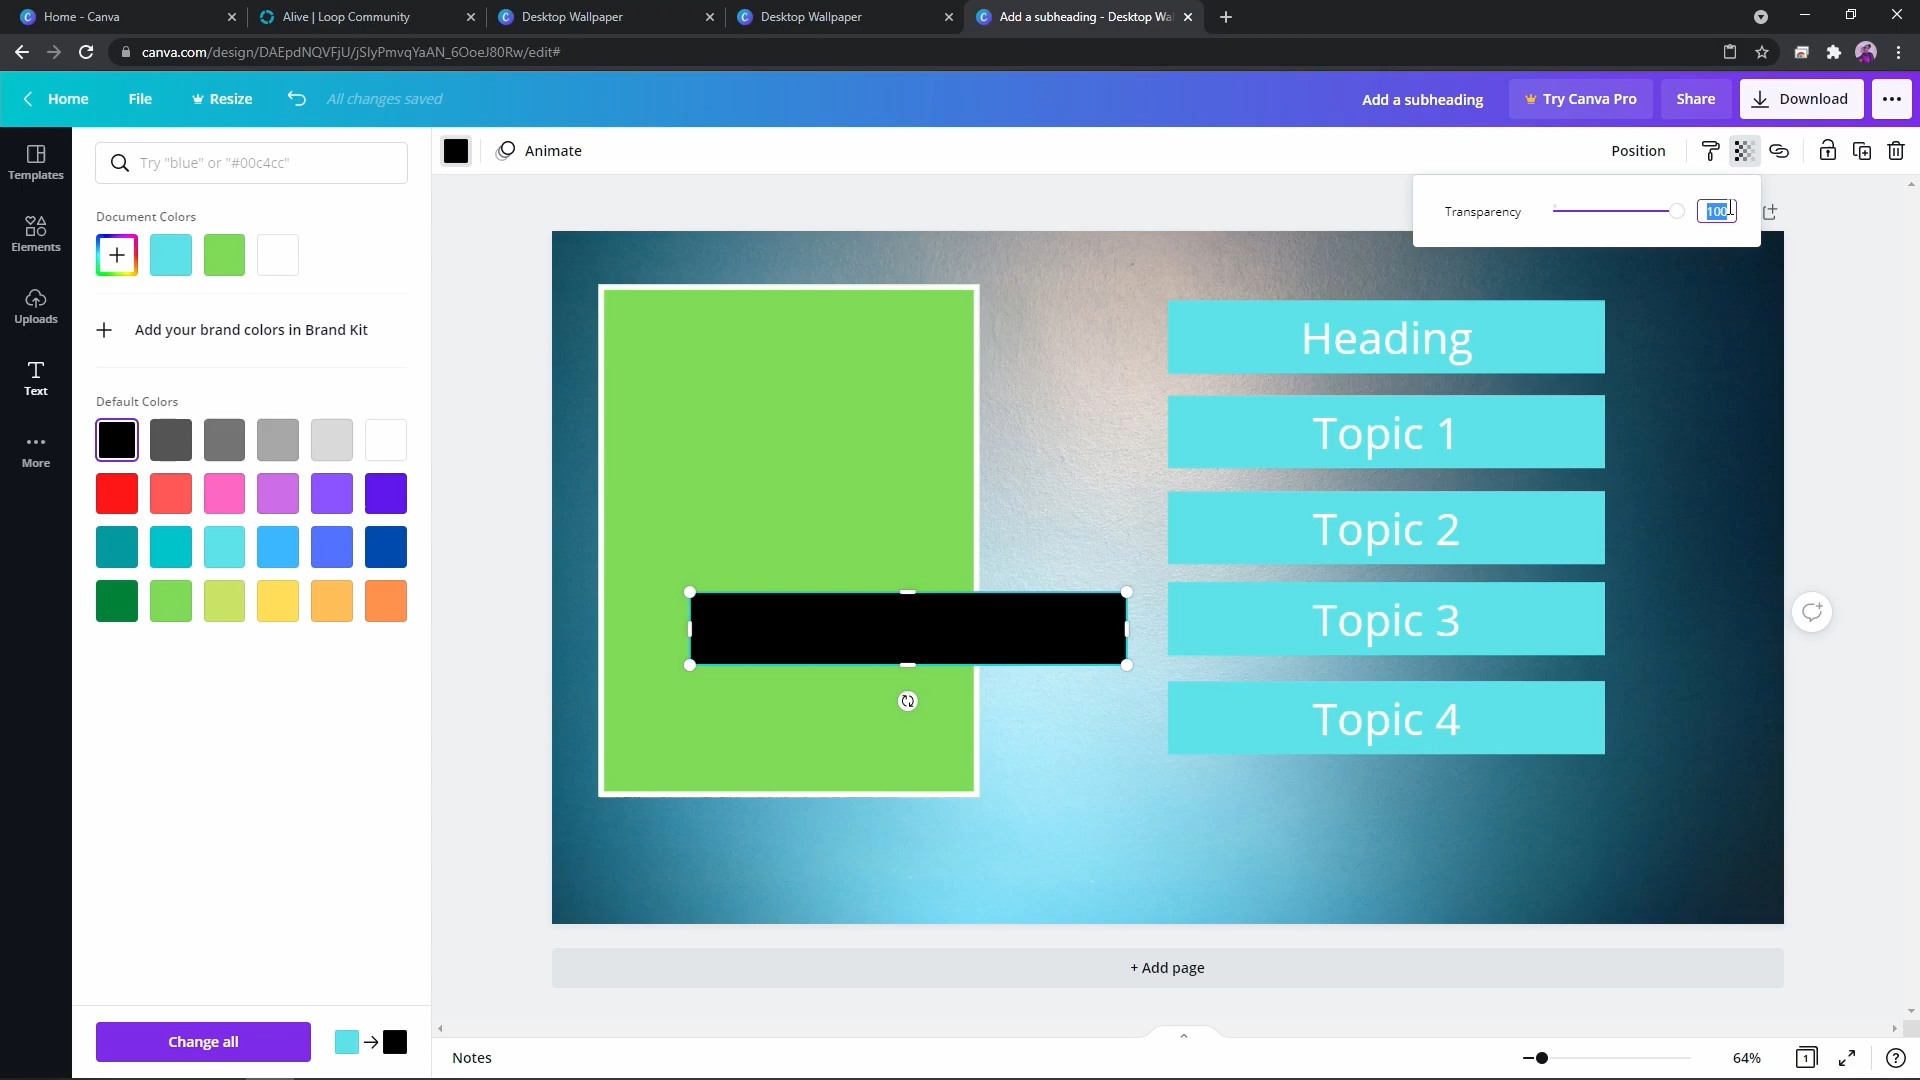 Home - Canva
Alive | Loop Community
Desktop Wallpaper
Desktop Wallpaper
Add a subheading - Desktop Wal
canva.com/design/DAEpdNQVFjU/jSlyPmvqYaAN_6OoeJ80Rw/edit#
Home
File
Resize
All changes saved
Add a subheading
Try Canva Pro
Share
Download
Templates
Elements
Uploads
Text
More
Try "blue" or "#00c4cc"
Document Colors
Add your brand colors in Brand Kit
Default Colors
Change all
Animate
Position
Transparency
100
Heading
Topic 1
Topic 2
Topic 3
Topic 4
+ Add page
Notes
64%
1